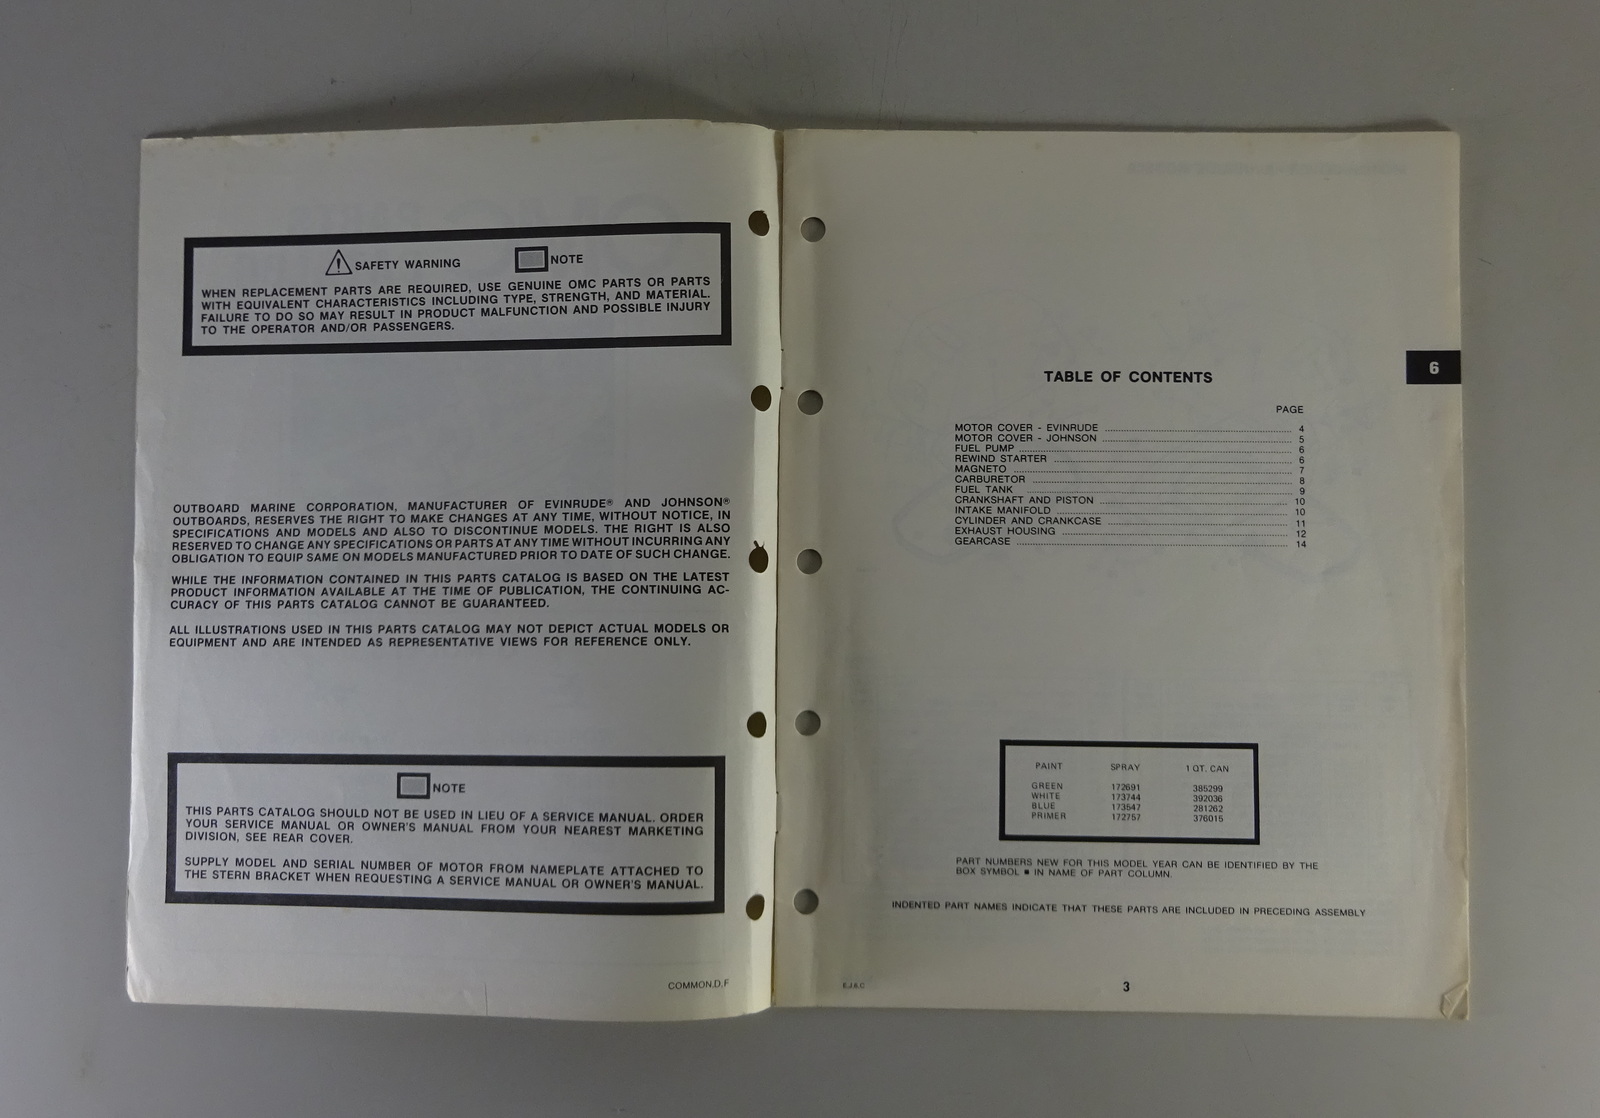 SAFETY WARNING NOTE
WHEN REPLACEMENT PARTS ARE REQUIRED, USE GENUINE OMC PARTS OR PARTS
WITH EQUIVALENT CHARACTERISTICS INCLUDING TYPE, STRENGTH, AND MATERIAL.
FAILURE TO DO SO MAY RESULT IN PRODUCT MALFUNCTION AND POSSIBLE INJURY
TO THE OPERATOR AND/OR PASSENGERS.
OUTBOARD MARINE CORPORATION, MANUFACTURER OF EVINRUDE® AND JOHNSON®
OUTBOARDS, RESERVES THE RIGHT TO MAKE CHANGES AT ANY TIME, WITHOUT NOTICE, IN
SPECIFICATIONS AND MODELS AND ALSO TO DISCONTINUE MODELS. THE RIGHT IS ALSO
RESERVED TO CHANGE ANY SPECIFICATIONS OR PARTS AT ANY TIME WITHOUT INCURRING ANY
OBLIGATION TO EQUIP SAME ON MODELS MANUFACTURED PRIOR TO DATE OF SUCH CHANGE.
WHILE THE INFORMATION CONTAINED IN THIS PARTS CATALOG IS BASED ON THE LATEST
PRODUCT INFORMATION AVAILABLE AT THE TIME OF PUBLICATION, THE CONTINUING AC-
CURACY OF THIS PARTS CATALOG CANNOT BE GUARANTEED.
ALL ILLUSTRATIONS USED IN THIS PARTS CATALOG MAY NOT DEPICT ACTUAL MODELS OR
EQUIPMENT AND ARE INTENDED AS REPRESENTATIVE VIEWS FOR REFERENCE ONLY.
NOTE
THIS PARTS CATALOG SHOULD NOT BE USED IN LIEU OF A SERVICE MANUAL. ORDER
YOUR SERVICE MANUAL OR OWNER'S MANUAL FROM YOUR NEAREST MARKETING
DIVISION, SEE REAR COVER.
SUPPLY MODEL AND SERIAL NUMBER OF MOTOR FROM NAMEPLATE ATTACHED TO
THE STERN BRACKET WHEN REQUESTING A SERVICE MANUAL OR OWNER'S MANUAL.
COMMON.D.F
6
TABLE OF CONTENTS
PAGE
MOTOR COVER - EVINRUDE 4
MOTOR COVER - JOHNSON 5
FUEL PUMP 6
REWIND STARTER 6
MAGNETO 7
CARBURETOR 8
FUEL TANK 9
CRANKSHAFT AND PISTON 10
INTAKE MANIFOLD 10
CYLINDER AND CRANKCASE 11
EXHAUST HOUSING 12
GEARCASE 14
PAINT SPRAY 1 QT. CAN
GREEN 172691 385299
WHITE 173744 392036
BLUE 173547 281262
PRIMER 172757 376015
PART NUMBERS NEW FOR THIS MODEL YEAR CAN BE IDENTIFIED BY THE
BOX SYMBOL ■ IN NAME OF PART COLUMN.
INDENTED PART NAMES INDICATE THAT THESE PARTS ARE INCLUDED IN PRECEDING ASSEMBLY
3